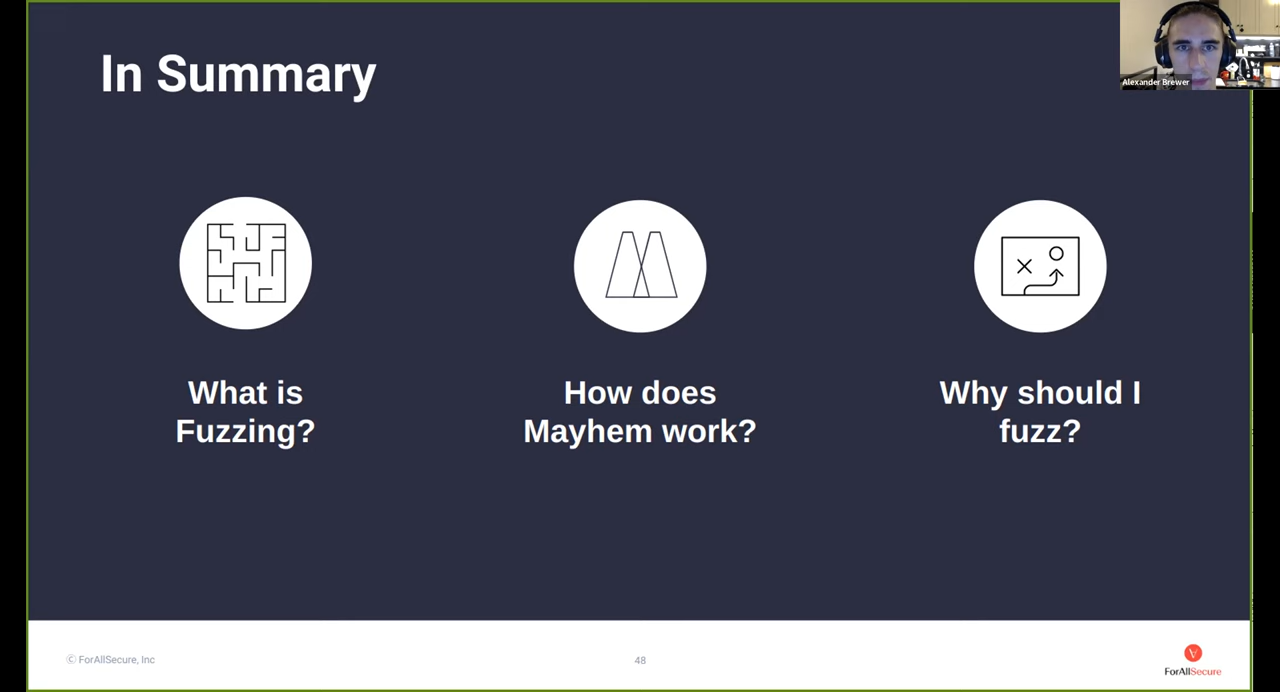 In Summary
Alexander Brewer
What is
Fuzzing?
How does
Mayhem work?
Why should I
fuzz?
© ForAllSecure, Inc
48
ForAllSecure